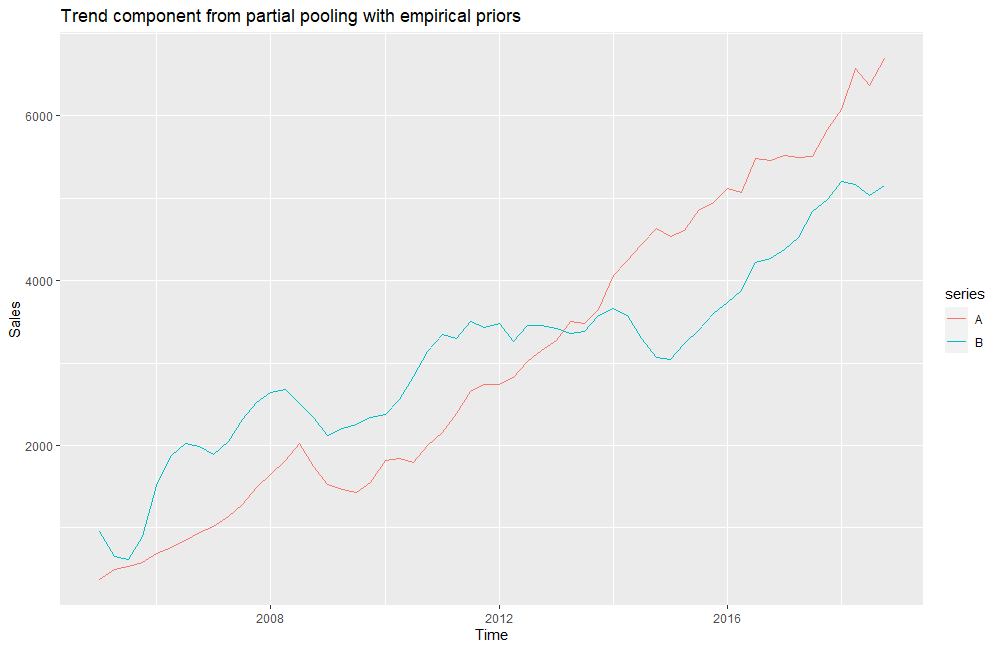 Trend component from partial pooling with empirical priors
Sales
6000
4000
2000
2008
2012
2016
Time
series
A
B